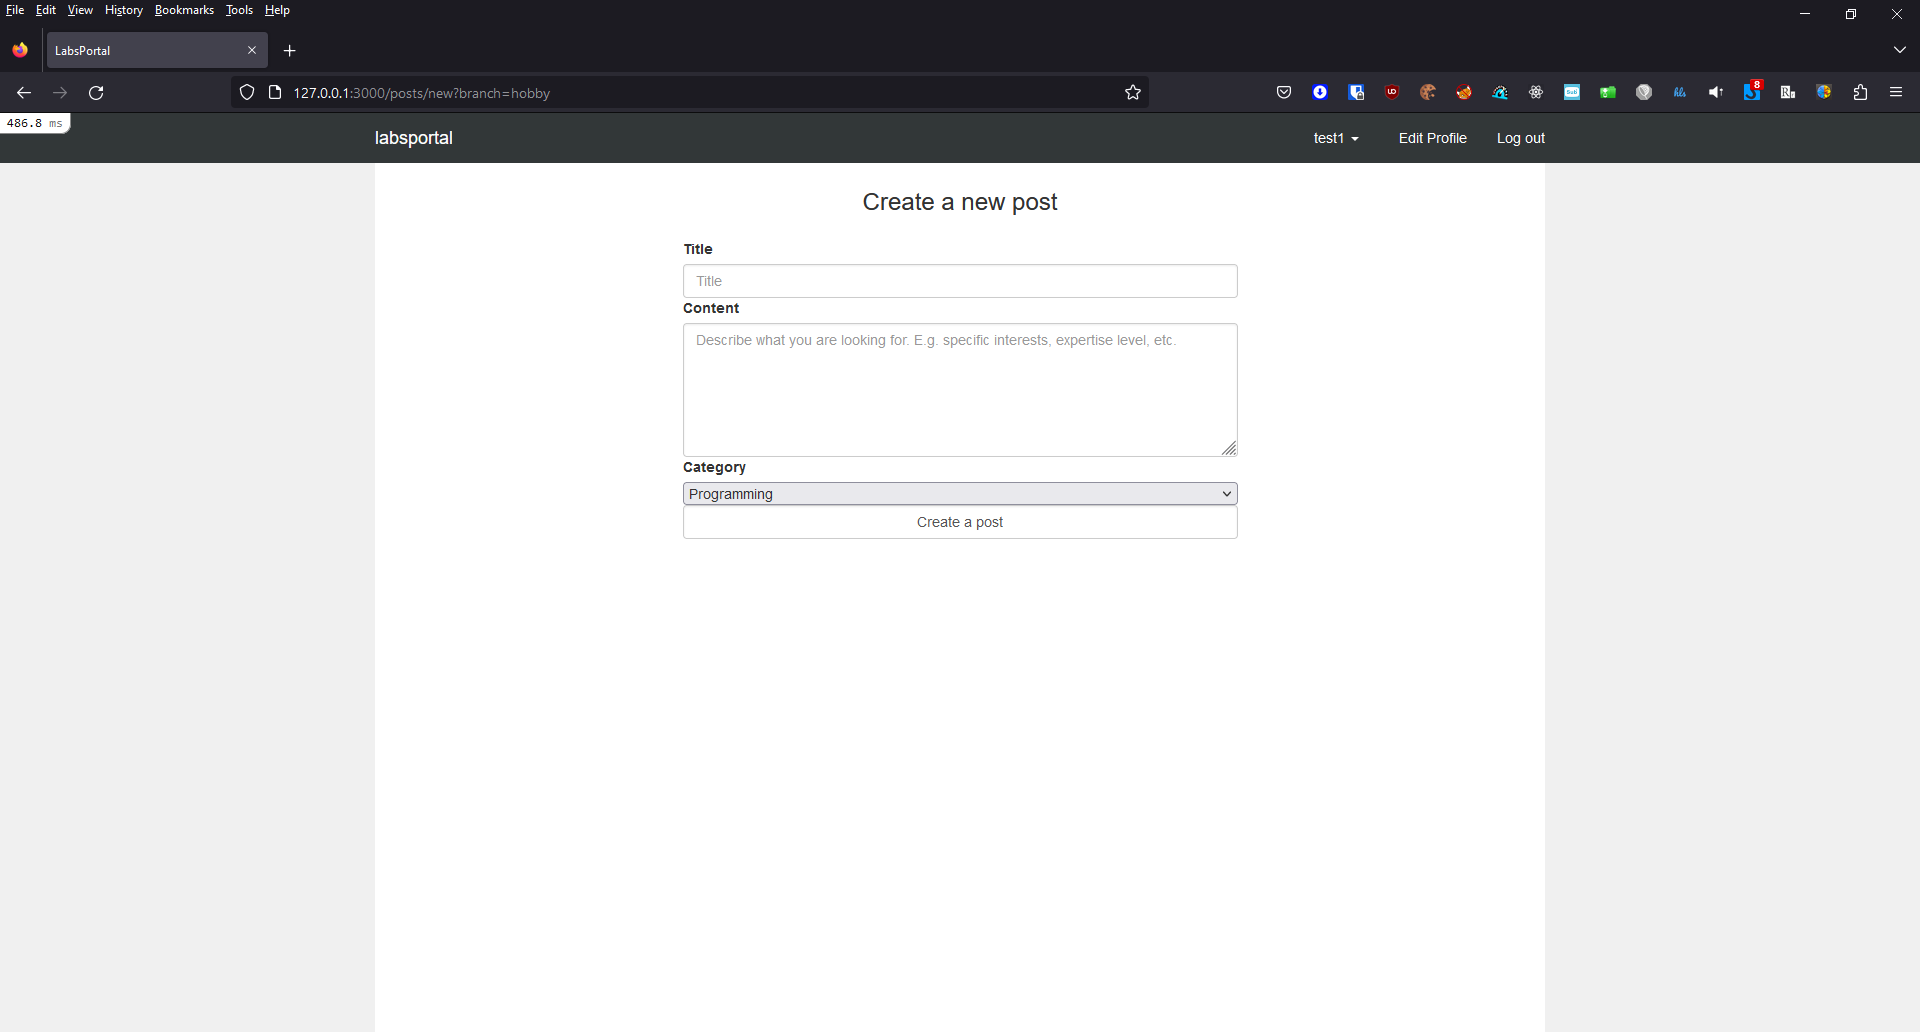 File Edit View History Bookmarks Tools Help
LabsPortal
127.0.0.1:3000/posts/new?branch=hobby
8
486.8 ms
labsportal
test1
Edit Profile
Log out
Create a new post
Title
Title
Content
Describe what you are looking for. E.g. specific interests, expertise level, etc.
Category
Programming
Create a post